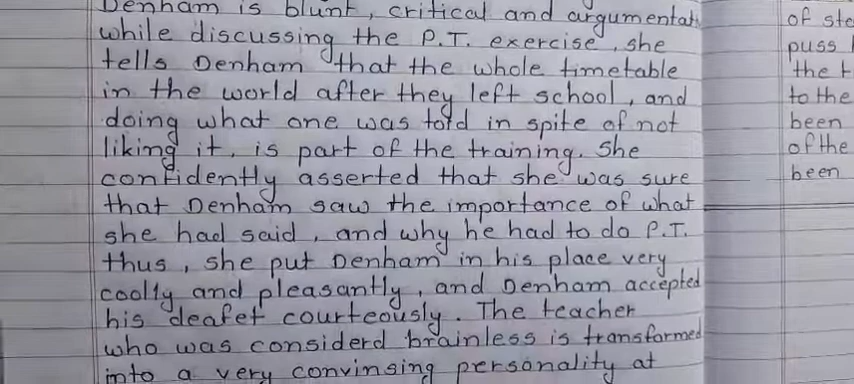 Denham is blunt, critical and argumentati
while discussing the P.T. exercise, she
tells Denham that the whole timetable
in the world after they left school, and
doing what one was told in spite of not
liking it, is part of the training. She
confidently asserted that she was sure
that Denham saw the importance of what
she had said, and why he had to do P.T.
thus, she put Denham in his place very
coolly and pleasantly, and Denham accepted
his deafet courteously. The teacher
who was considerd brainless is transformed
into a very convinsing personality at
of ste
puss
the t
to the
been
of the
been